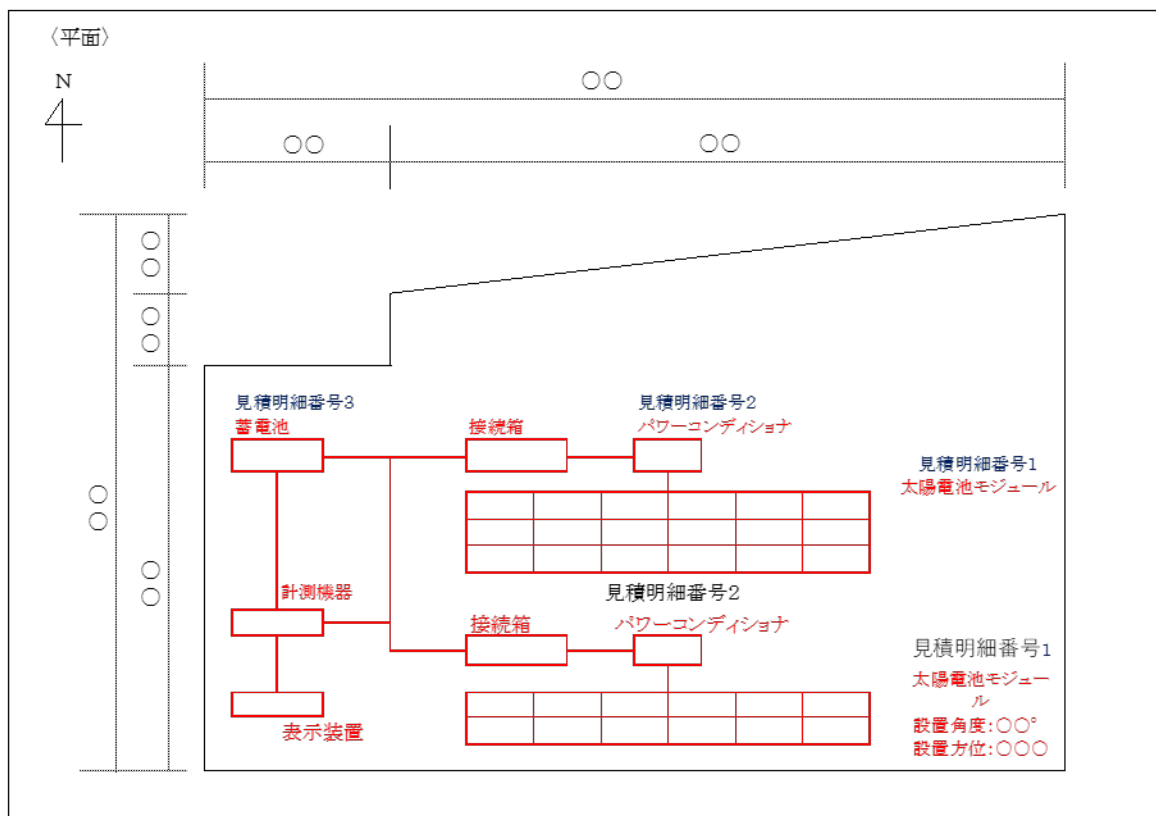 〈平面〉
N
○○
○○
○○
○○
○○
○○
○○
見積明細番号3
蓄電池
接続箱
見積明細番号2
パワーコンディショナ
見積明細番号1
太陽電池モジュール
計測機器
見積明細番号2
接続箱
パワーコンディショナ
見積明細番号1
太陽電池モジュー
ル
設置角度:○○°
設置方位:○○○
表示装置